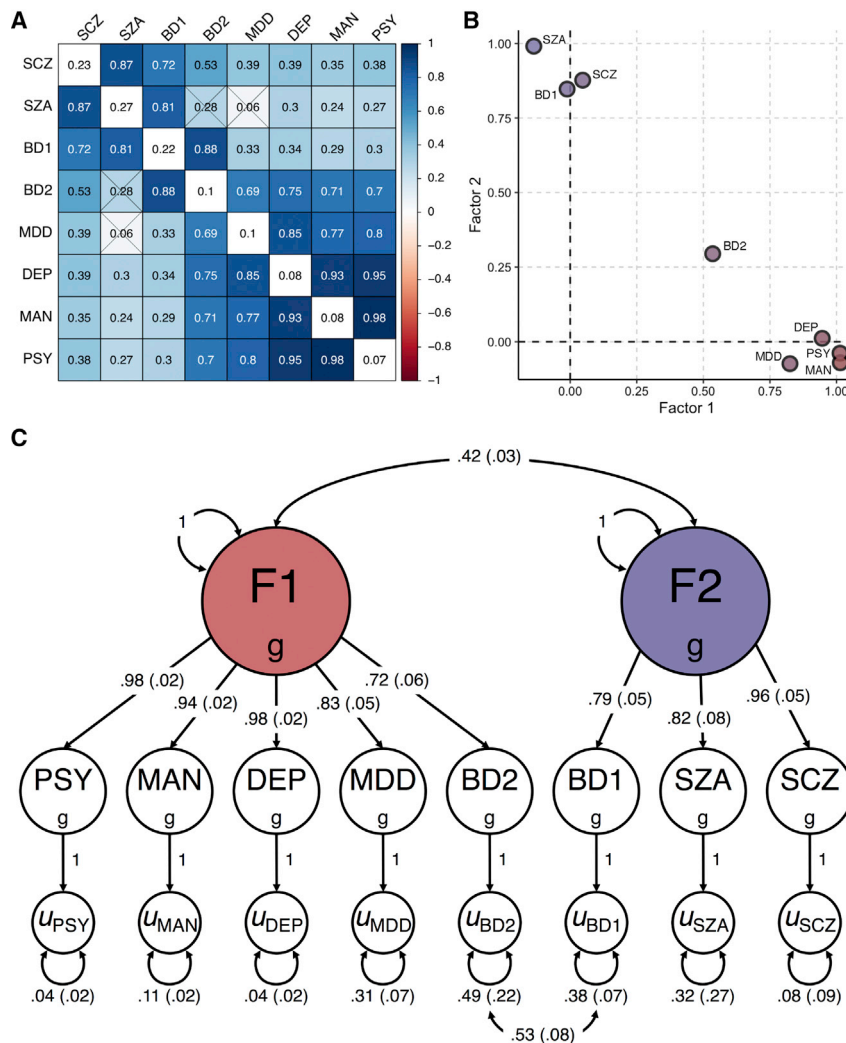 A
SCZ SZA BD1 BD2 MDD DEP MAN PSY
SCZ 0.23 0.87 0.72 0.53 0.39 0.39 0.35 0.38
SZA 0.87 0.27 0.81 0.28 0.06 0.3 0.24 0.27
BD1 0.72 0.81 0.22 0.88 0.33 0.34 0.29 0.3
BD2 0.53 0.28 0.88 0.1 0.69 0.75 0.71 0.7
MDD 0.39 0.06 0.33 0.69 0.1 0.85 0.77 0.8
DEP 0.39 0.3 0.34 0.75 0.85 0.08 0.93 0.95
MAN 0.35 0.24 0.29 0.71 0.77 0.93 0.08 0.98
PSY 0.38 0.27 0.3 0.7 0.8 0.95 0.98 0.07
1
0.8
0.6
0.4
0.2
0
−0.2
−0.4
−0.6
−0.8
−1
B
Factor 2
1.00
0.75
0.50
0.25
0.00
SZA
SCZ
BD1
BD2
DEP
PSY
MDD
MAN
0.00 0.25 0.50 0.75 1.00
Factor 1
C
.42 (.03)
1 1
F1 F2
g g
.98 (.02) .94 (.02) .98 (.02) .83 (.05) .72 (.06) .79 (.05) .82 (.08) .96 (.05)
PSY MAN DEP MDD BD2 BD1 SZA SCZ
g g g g g g g g
1 1 1 1 1 1 1 1
uPSY uMAN uDEP uMDD uBD2 uBD1 uSZA uSCZ
.04 (.02) .11 (.02) .04 (.02) .31 (.07) .49 (.22) .38 (.07) .32 (.27) .08 (.09)
.53 (.08)